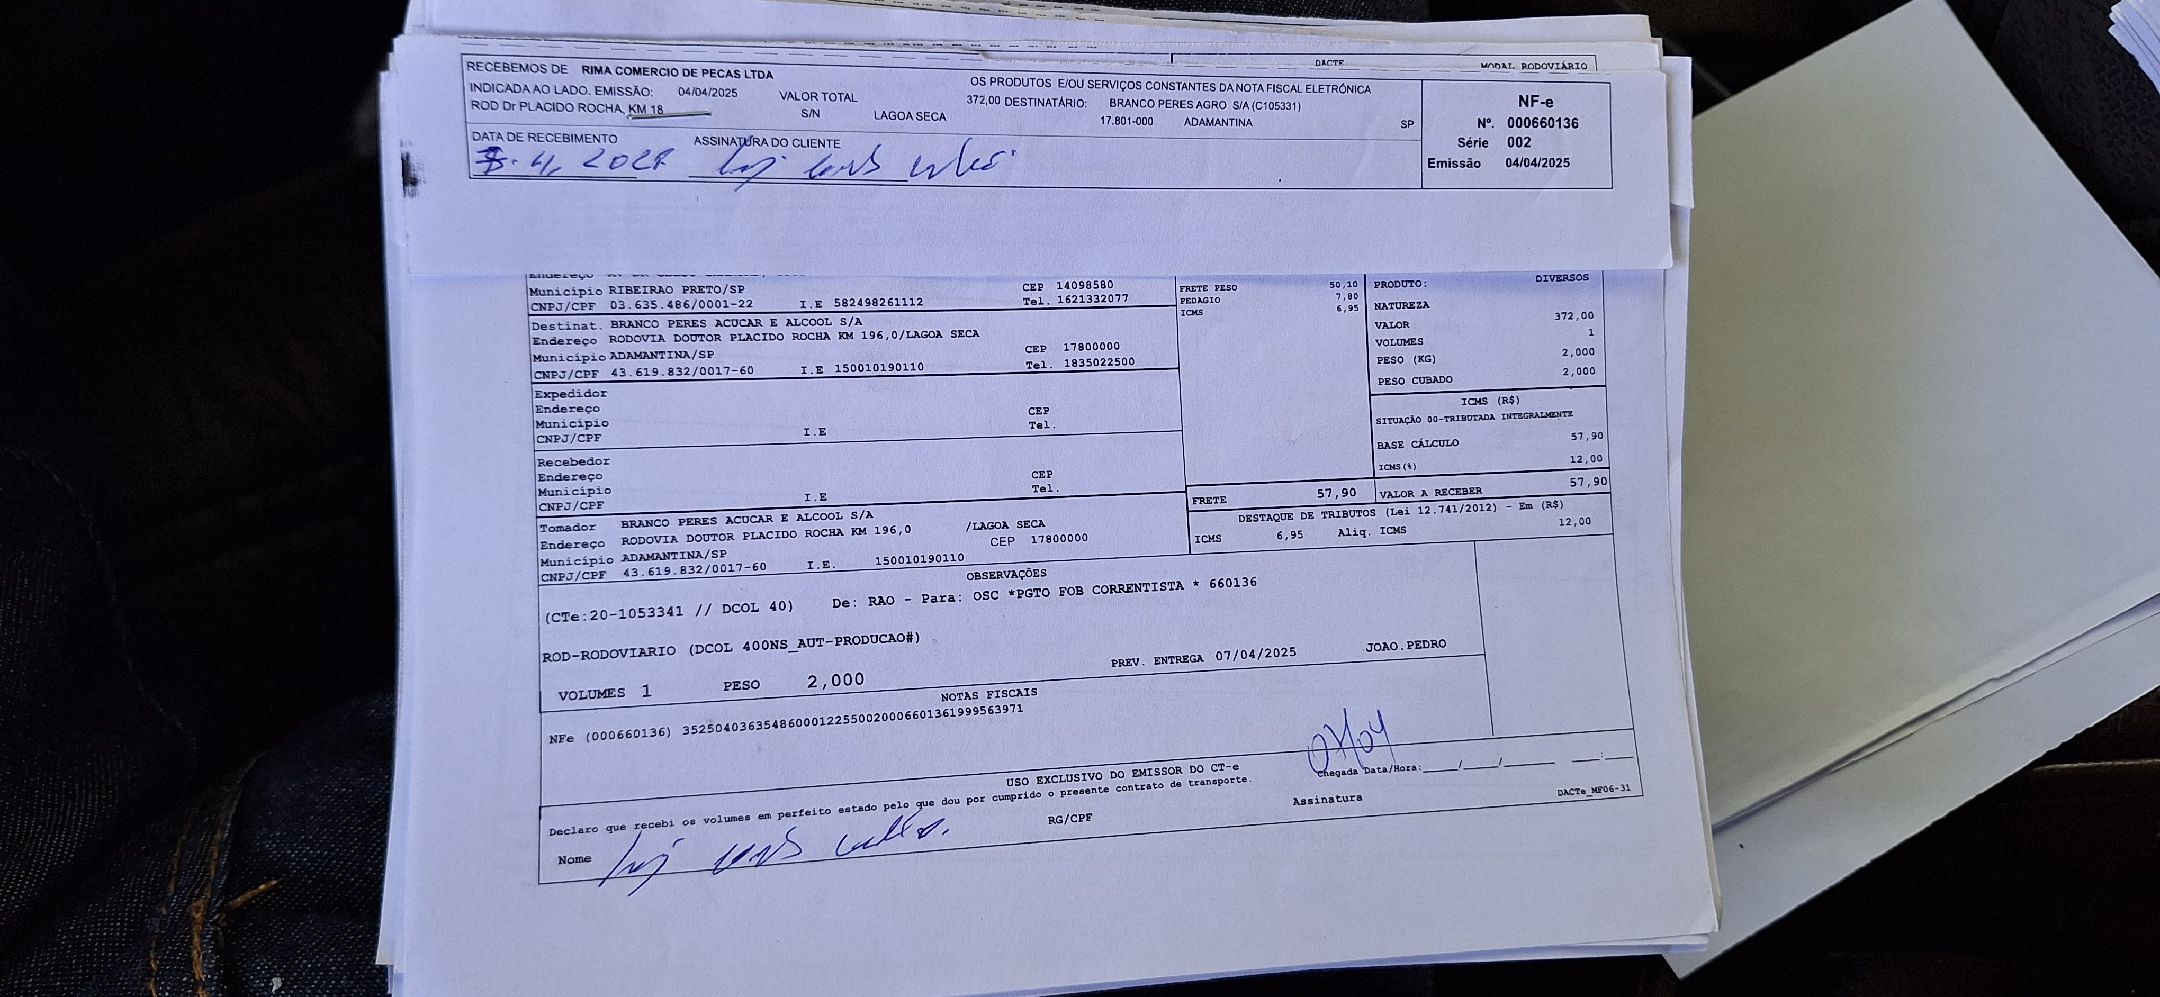 DACTE MODAL RODOVIÁRIO
RECEBEMOS DE RIMA COMERCIO DE PECAS LTDA OS PRODUTOS E/OU SERVIÇOS CONSTANTES DA NOTA FISCAL ELETRÔNICA
INDICADA AO LADO. EMISSÃO: 04/04/2025 VALOR TOTAL 372,00 DESTINATÁRIO: BRANCO PERES AGRO S/A (C105331)
ROD Dr PLACIDO ROCHA, KM 18 S/N LAGOA SECA 17.801-000 ADAMANTINA SP
DATA DE RECEBIMENTO ASSINATURA DO CLIENTE
NF-e
Nº. 000660136
Série 002
Emissão 04/04/2025
Endereço
Município RIBEIRAO PRETO/SP CEP 14098580
CNPJ/CPF 03.635.486/0001-22 I.E 582498261112 Tel. 1621332077
Destinat. BRANCO PERES ACUCAR E ALCOOL S/A
Endereço RODOVIA DOUTOR PLACIDO ROCHA KM 196,0/LAGOA SECA
Município ADAMANTINA/SP CEP 17800000
CNPJ/CPF 43.619.832/0017-60 I.E 150010190110 Tel. 1835022500
Expedidor
Endereço CEP
Município Tel.
CNPJ/CPF I.E
Recebedor
Endereço CEP
Município Tel.
CNPJ/CPF I.E
Tomador BRANCO PERES ACUCAR E ALCOOL S/A
Endereço RODOVIA DOUTOR PLACIDO ROCHA KM 196,0 /LAGOA SECA
Município ADAMANTINA/SP CEP 17800000
CNPJ/CPF 43.619.832/0017-60 I.E. 150010190110
FRETE PESO 50,10
PEDAGIO 7,80
ICMS 6,95
PRODUTO: DIVERSOS
NATUREZA
VALOR 372,00
VOLUMES 1
PESO (KG) 2,000
PESO CUBADO 2,000
ICMS (R$)
SITUAÇÃO 00-TRIBUTADA INTEGRALMENTE
BASE CÁLCULO 57,90
ICMS(%) 12,00
FRETE 57,90 VALOR A RECEBER 57,90
DESTAQUE DE TRIBUTOS (Lei 12.741/2012) - Em (R$)
ICMS 6,95 Aliq. ICMS 12,00
OBSERVAÇÕES
(CTe:20-1053341 // DCOL 40) De: RAO - Para: OSC *PGTO FOB CORRENTISTA * 660136
ROD-RODOVIARIO (DCOL 400NS_AUT-PRODUCAO#)
VOLUMES 1 PESO 2,000 PREV. ENTREGA 07/04/2025 JOAO.PEDRO
NOTAS FISCAIS
NFe (000660136) 35250403635486000122550020006601361999563971
07/04
USO EXCLUSIVO DO EMISSOR DO CT-e
Chegada Data/Hora:____/____/______ ___:___
Declaro que recebi os volumes em perfeito estado pelo que dou por cumprido o presente contrato de transporte.
Nome RG/CPF Assinatura
DACTe_MF06-31